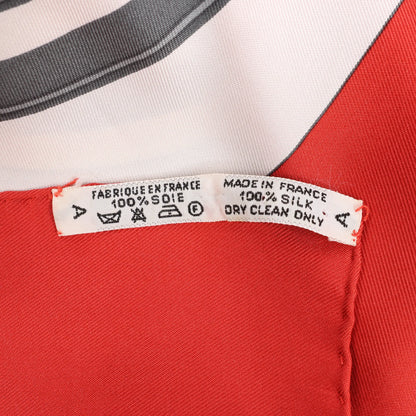 A
FABRIQUE EN FRANCE
100% SOIE
F
MADE IN FRANCE
100% SILK
DRY CLEAN ONLY
A